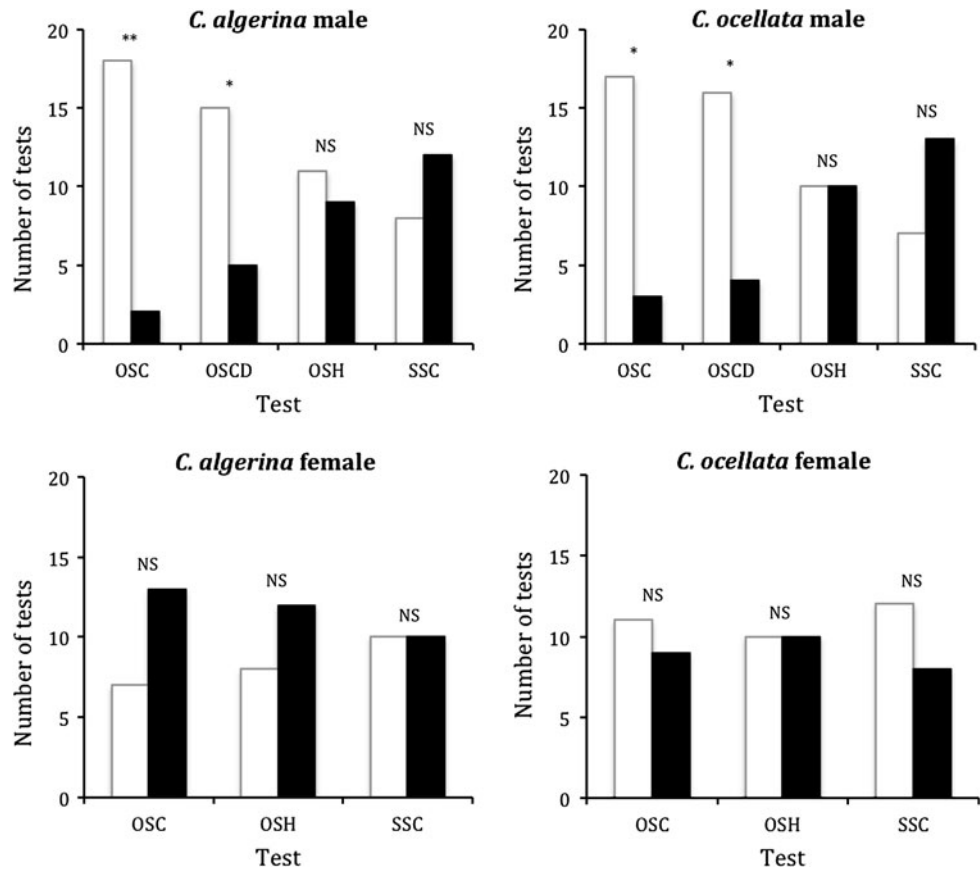 C. algerina male
**
*
NS
NS
20
15
10
5
0
Number of tests
OSC OSCD OSH SSC
Test
C. ocellata male
*
*
NS
NS
20
15
10
5
0
Number of tests
OSC OSCD OSH SSC
Test
C. algerina female
NS
NS
NS
20
15
10
5
0
Number of tests
OSC OSH SSC
Test
C. ocellata female
NS
NS
NS
20
15
10
5
0
Number of tests
OSC OSH SSC
Test